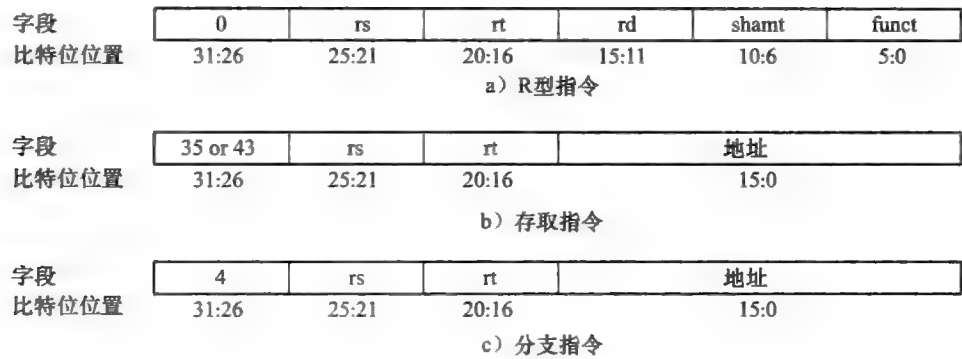 字段 0 rs rt rd shamt funct
比特位位置 31:26 25:21 20:16 15:11 10:6 5:0
a）R型指令
字段 35 or 43 rs rt 地址
比特位位置 31:26 25:21 20:16 15:0
b）存取指令
字段 4 rs rt 地址
比特位位置 31:26 25:21 20:16 15:0
c）分支指令